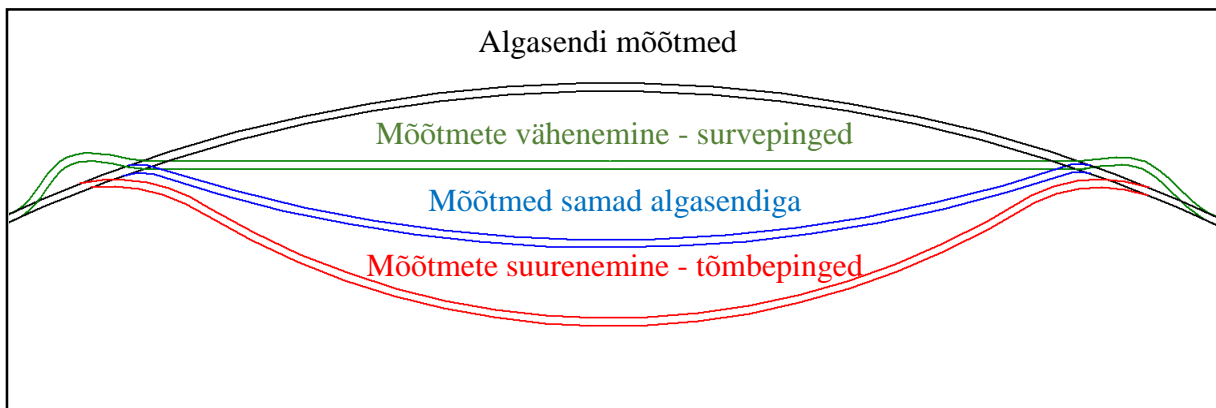 Algasendi mõõtmed
Mõõtmete vähenemine - survepinged
Mõõtmed samad algasendiga
Mõõtmete suurenemine - tõmbepinged